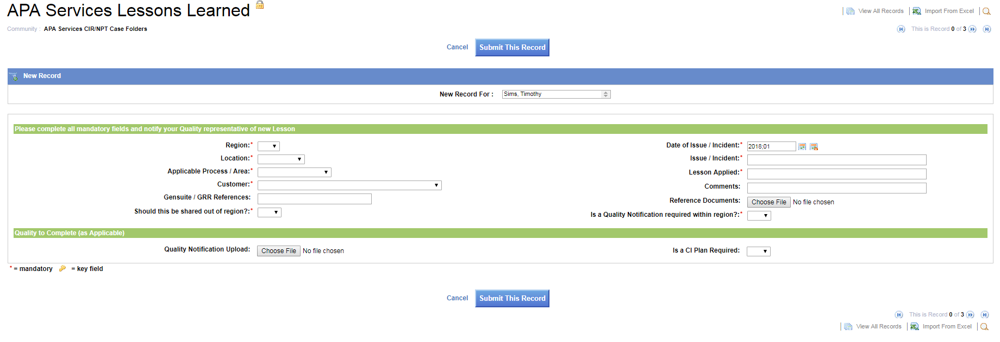 APA Services Lessons Learned
View All Records Import From Excel
Community : APA Services CIR/NPT Case Folders
This is Record 0 of 3
Cancel Submit This Record
New Record
New Record For : Sims, Timothy
Please complete all mandatory fields and notify your Quality representative of new Lesson
Region:*
Location:*
Applicable Process / Area:*
Customer:*
Gensuite / GRR References:
Should this be shared out of region?:*
Date of Issue / Incident:* 2018;01
Issue / Incident:*
Lesson Applied:*
Comments:
Reference Documents: Choose File No file chosen
Is a Quality Notification required within region?:*
Quality to Complete (as Applicable)
Quality Notification Upload: Choose File No file chosen
Is a CI Plan Required:
* = mandatory = key field
Cancel Submit This Record
This is Record 0 of 3
View All Records Import From Excel